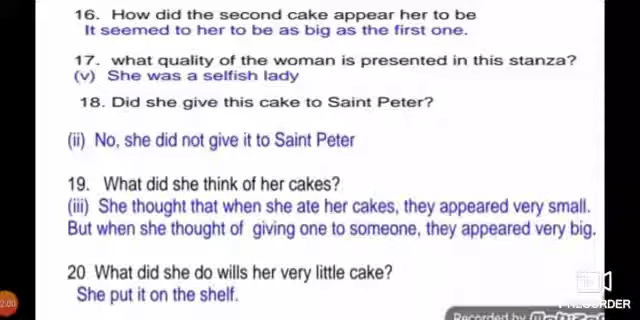 16. How did the second cake appear her to be
It seemed to her to be as big as the first one.
17. what quality of the woman is presented in this stanza?
(v) She was a selfish lady
18. Did she give this cake to Saint Peter?
(ii) No, she did not give it to Saint Peter
19. What did she think of her cakes?
(iii) She thought that when she ate her cakes, they appeared very small.
But when she thought of giving one to someone, they appeared very big.
20 What did she do wills her very little cake?
She put it on the shelf.
Recorded by